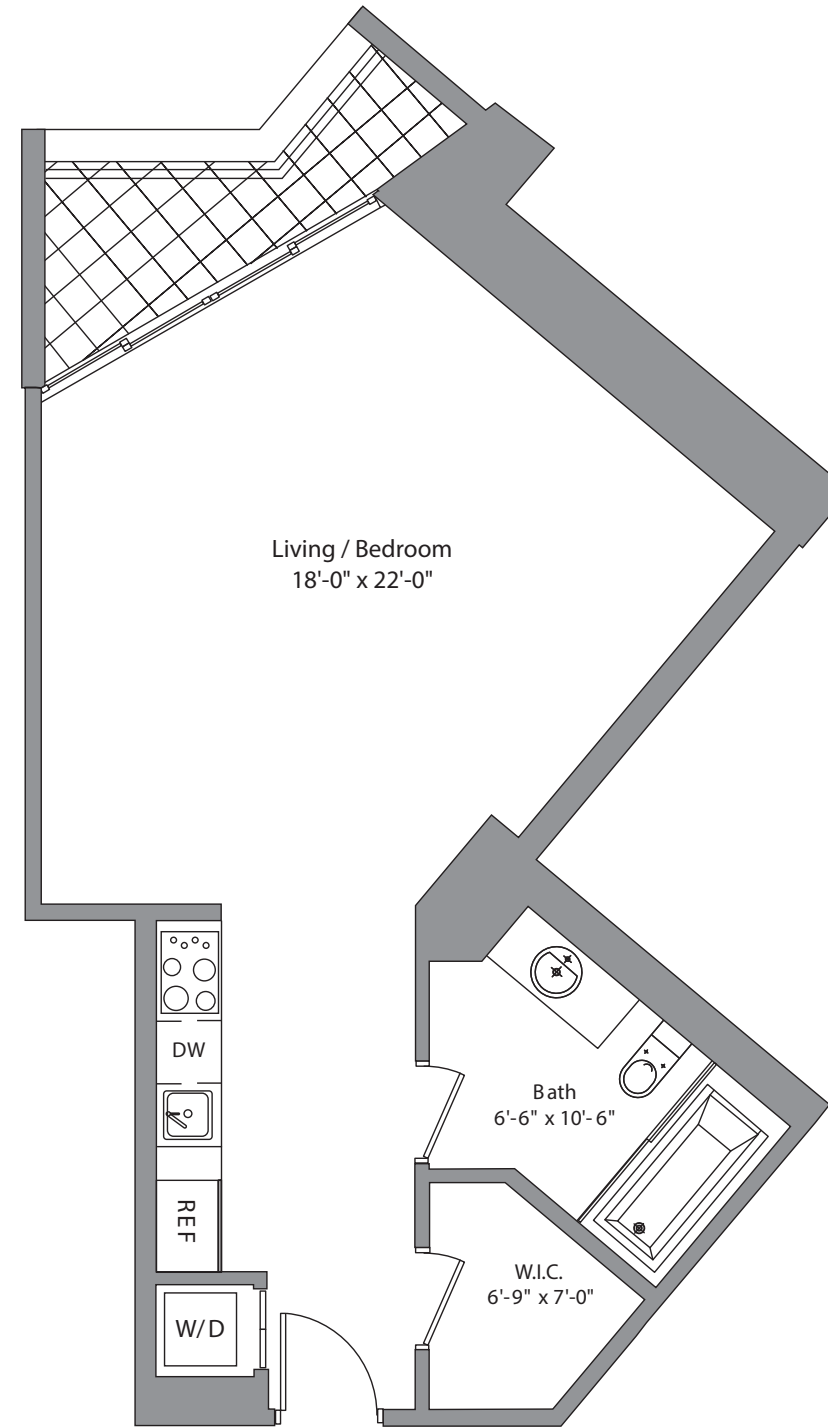 Living / Bedroom
18'-0" x 22'-0"
DW
Bath
6'-6" x 10'-6"
REF
W.I.C.
6'-9" x 7'-0"
W/D